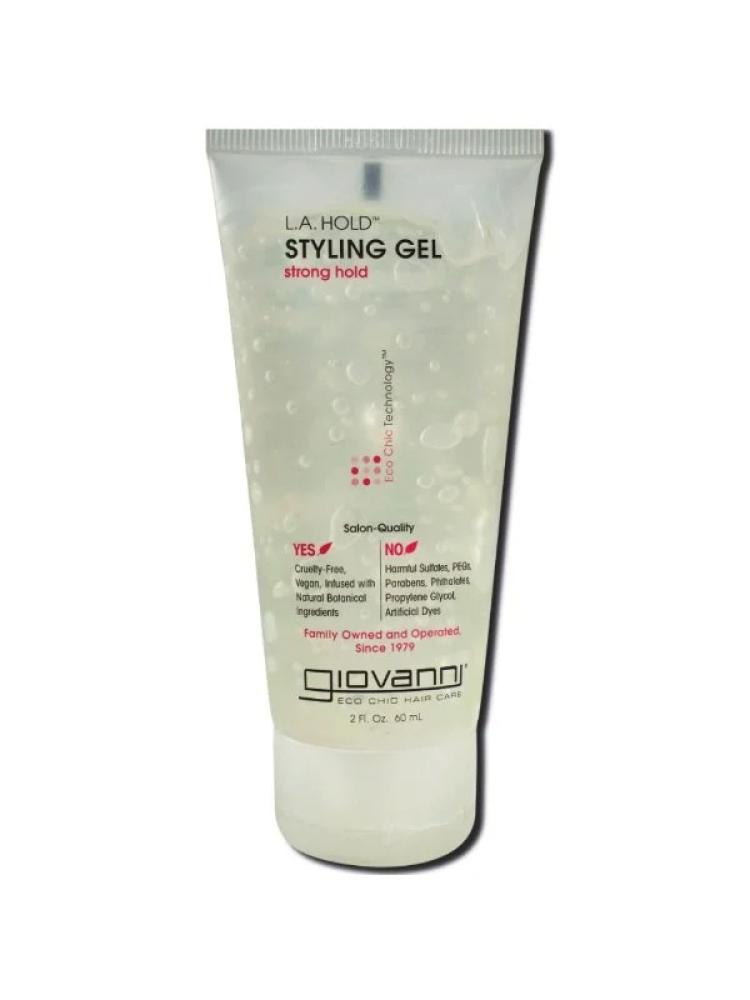 L.A. HOLD™
STYLING GEL
strong hold
Eco Chic Technology™
Salon-Quality
YES
Cruelty-Free,
Vegan, Infused with
Natural Botanical
Ingredients
NO
Harmful Sulfates, PEGs,
Parabens, Phthalates,
Propylene Glycol,
Artificial Dyes
Family Owned and Operated,
Since 1979
giovanni®
ECO CHIC HAIR CARE
2 Fl. Oz. 60 mL